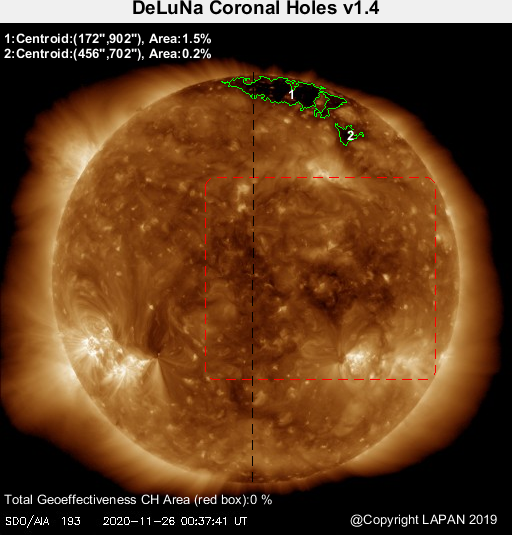 DeLuNa Coronal Holes v1.4
1:Centroid:(172",902"), Area:1.5%
2:Centroid:(456",702"), Area:0.2%
1
2
Total Geoeffectiveness CH Area (red box):0 %
SDO/AIA 193 2020-11-26 00:37:41 UT
@Copyright LAPAN 2019